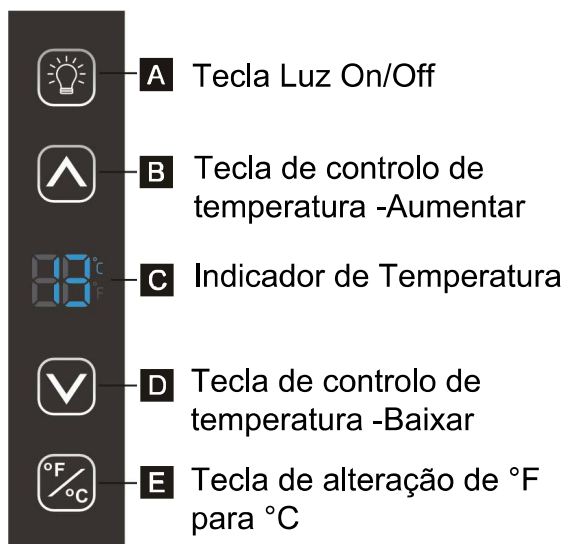 A Tecla Luz On/Off
B Tecla de controlo de
temperatura -Aumentar
13 °C
°F
C Indicador de Temperatura
D Tecla de controlo de
temperatura -Baixar
°F/°C
E Tecla de alteração de °F
para °C